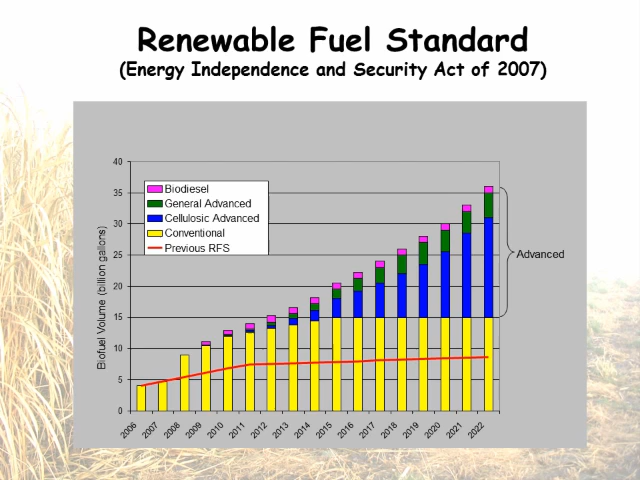 Renewable Fuel Standard
(Energy Independence and Security Act of 2007)
40
35
30
25
20
15
10
5
0
Biofuel Volume (billion gallons)
Biodiesel
General Advanced
Cellulosic Advanced
Conventional
Previous RFS
Advanced
2006
2007
2008
2009
2010
2011
2012
2013
2014
2015
2016
2017
2018
2019
2020
2021
2022